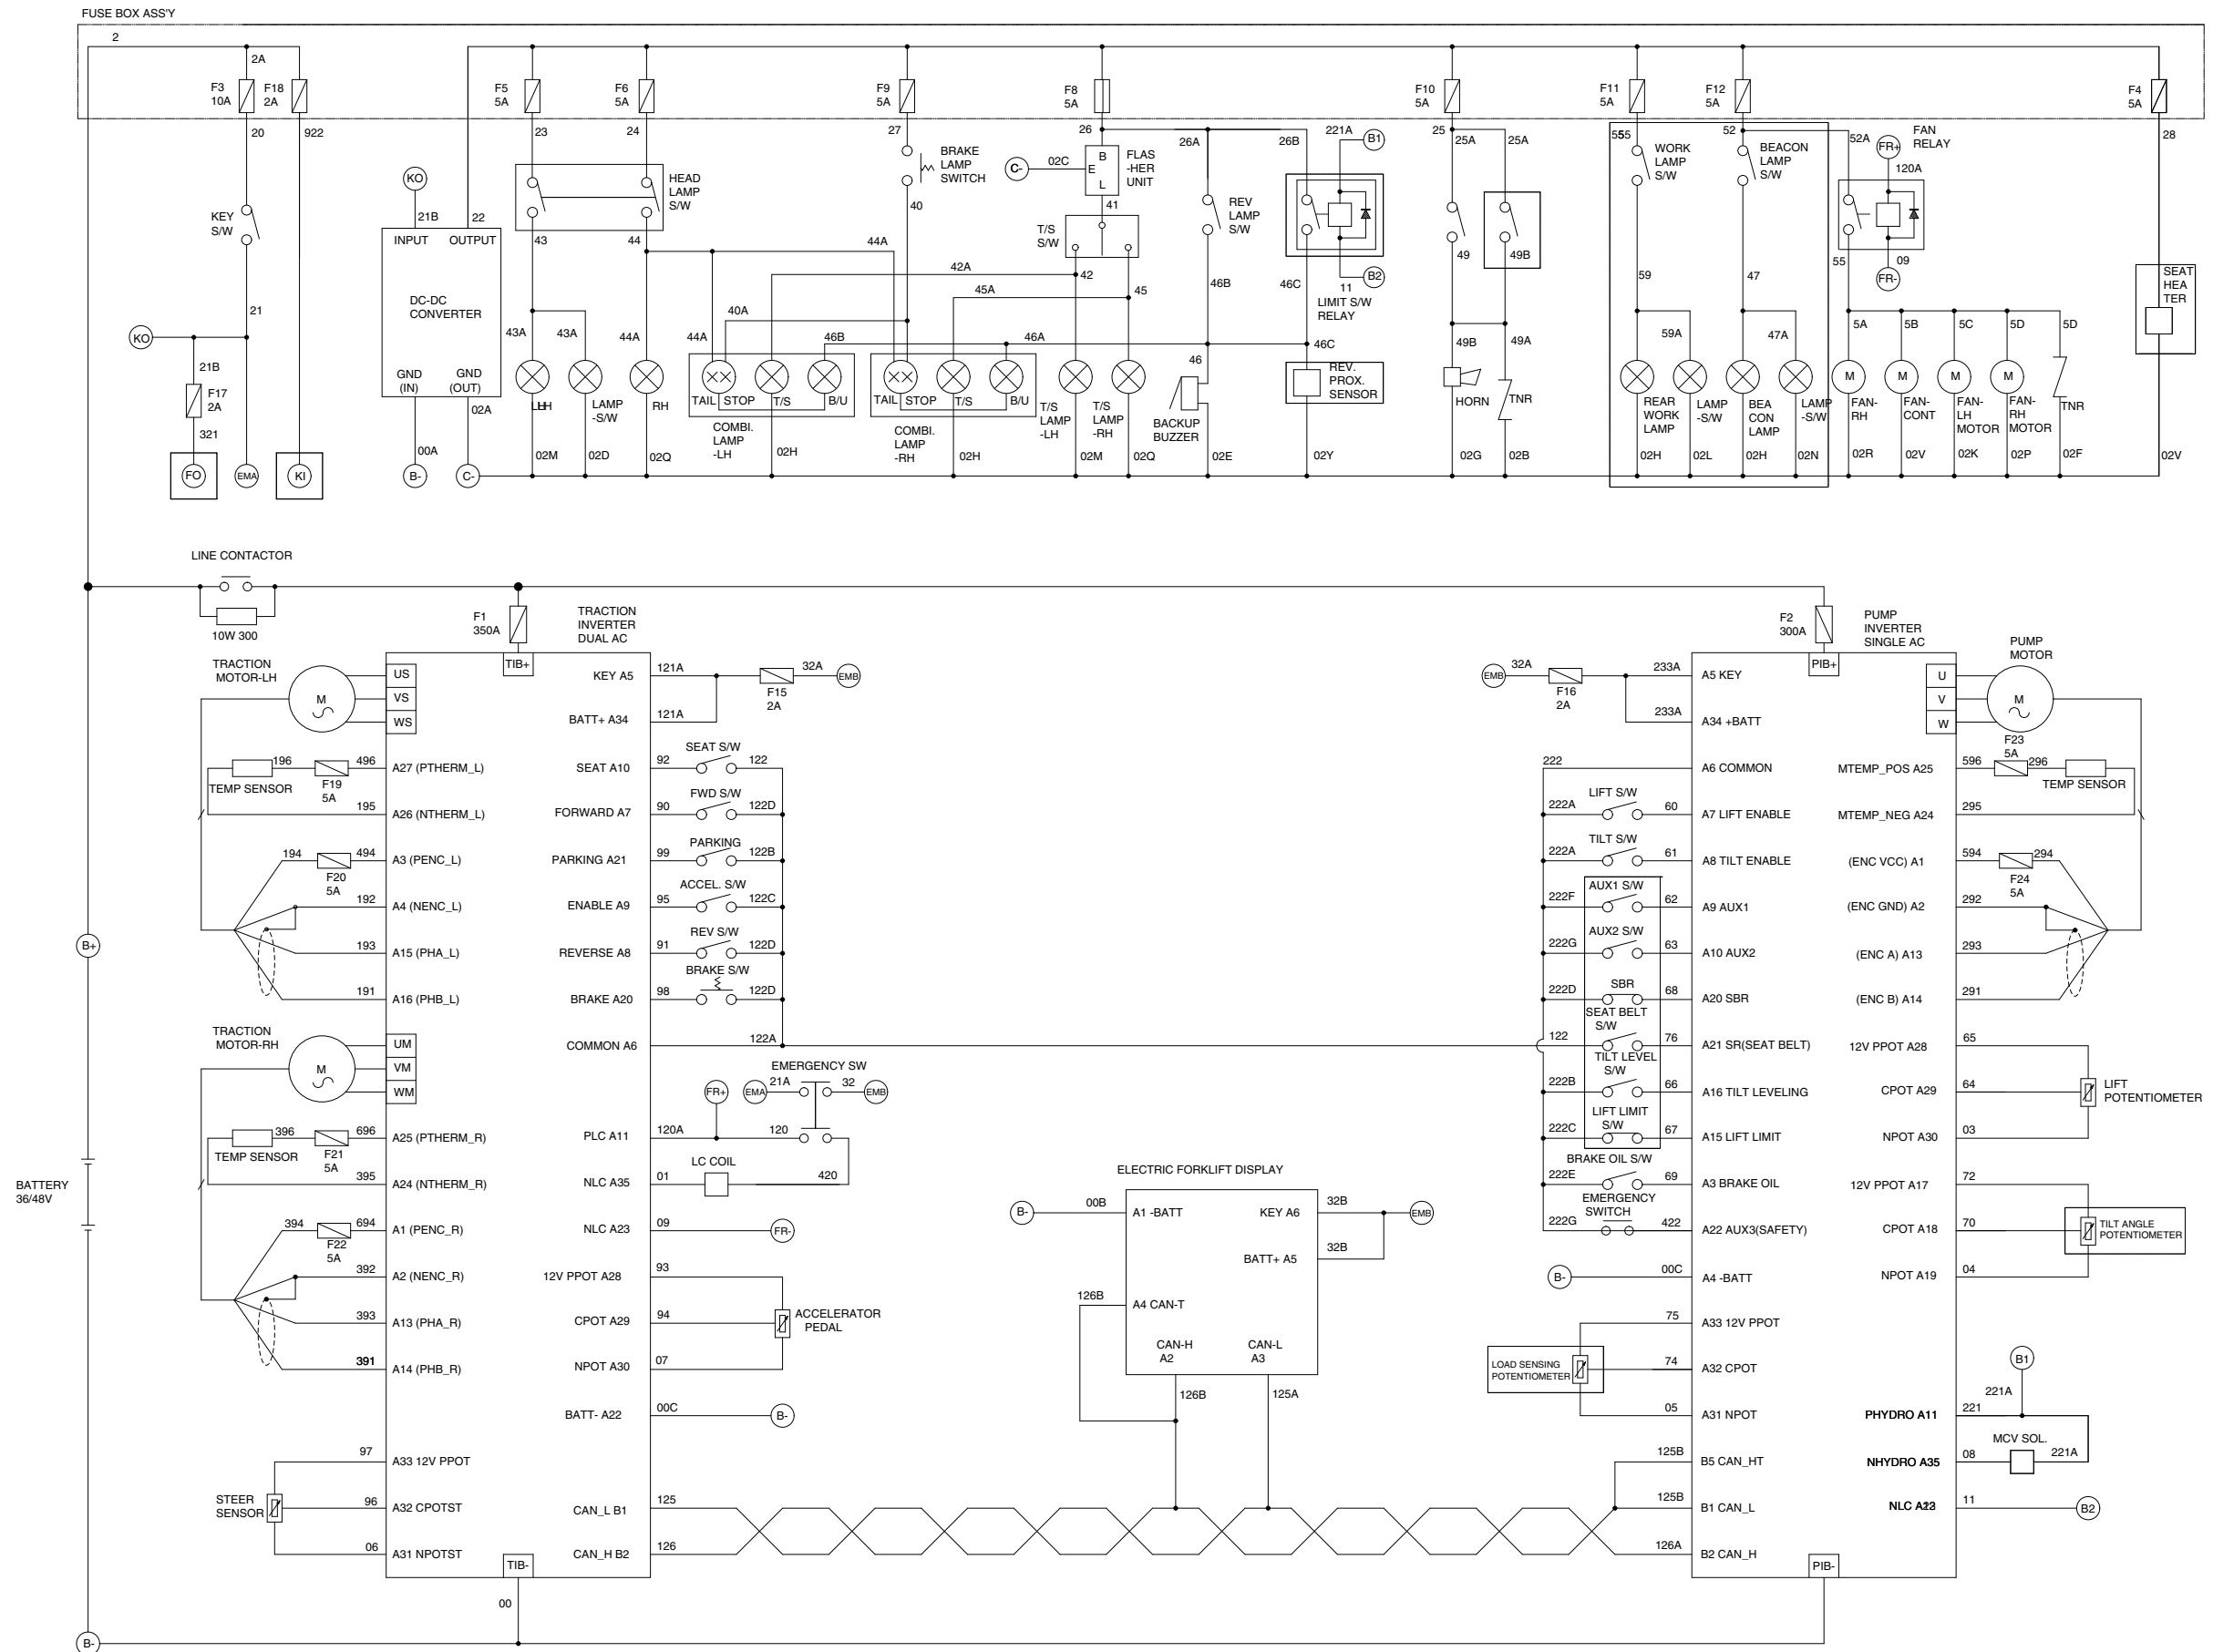 FUSE BOX ASS'Y
2
2A
F3
10A
F18
2A
F5
5A
F6
5A
F9
5A
F8
5A
F10
5A
F11
5A
F12
5A
F4
5A
20
922
23
24
27
26
26A
26B
221A
B1
25
25A
25A
55
55
52
52A
FAN
RELAY
28
KO
KEY
S/W
21B
22
HEAD
LAMP
S/W
BRAKE
LAMP
SWITCH
C-
02C
B
E
L
FLAS
-HER
UNIT
REV
LAMP
S/W
WORK
LAMP
S/W
BEACON
LAMP
S/W
FR+
120A
40
41
T/S
S/W
INPUT
OUTPUT
43
44
44A
42A
42
45A
45
46B
46C
11
B2
LIMIT S/W
RELAY
49
49B
59
47
55
09
FR-
SEAT
HEA
TER
DC-DC
CONVERTER
21
KO
43A
43A
44A
44A
40A
46B
46A
46
46C
49B
49A
59A
47A
5A
5B
5C
5D
5D
21B
F17
2A
321
GND
(IN)
GND
(OUT)
02A
LH
LH
LAMP
-S/W
RH
TAIL
STOP
T/S
B/U
COMBI.
LAMP
-LH
TAIL
STOP
T/S
B/U
COMBI.
LAMP
-RH
T/S
LAMP
-LH
T/S
LAMP
-RH
BACKUP
BUZZER
REV.
PROX.
SENSOR
HORN
TNR
REAR
WORK
LAMP
LAMP
-S/W
BEA
CON
LAMP
LAMP
-S/W
M
M
M
M
FAN-
RH
FAN-
CONT
FAN-
LH
MOTOR
FAN-
RH
MOTOR
TNR
00A
02M
02D
02Q
02H
02H
02M
02Q
02E
02Y
02G
02B
02H
02L
02H
02N
02R
02V
02K
02P
02F
02V
FO
EMA
KI
B-
C-
LINE CONTACTOR
10W 300
F1
350A
TRACTION
INVERTER
DUAL AC
F2
300A
PUMP
INVERTER
SINGLE AC
PUMP
MOTOR
TRACTION
MOTOR-LH
M
US
VS
WS
TIB+
KEY A5
121A
32A
EMB
F15
2A
BATT+ A34
121A
EMB
32A
F16
2A
233A
A5 KEY
233A
A34 +BATT
PIB+
U
V
W
M
196
496
A27 (PTHERM_L)
TEMP SENSOR
F19
5A
195
A26 (NTHERM_L)
SEAT A10
92
SEAT S/W
122
FORWARD A7
90
FWD S/W
122D
222
A6 COMMON
222A
LIFT S/W
60
A7 LIFT ENABLE
F23
5A
MTEMP_POS A25
596
296
TEMP SENSOR
MTEMP_NEG A24
295
194
494
A3 (PENC_L)
F20
5A
PARKING A21
99
PARKING
122B
222A
TILT S/W
61
A8 TILT ENABLE
(ENC VCC) A1
594
294
F24
5A
192
A4 (NENC_L)
ENABLE A9
95
ACCEL. S/W
122C
222F
AUX1 S/W
62
A9 AUX1
(ENC GND) A2
292
B+
193
A15 (PHA_L)
REVERSE A8
91
REV S/W
122D
222G
AUX2 S/W
63
A10 AUX2
(ENC A) A13
293
191
A16 (PHB_L)
BRAKE A20
98
BRAKE S/W
122D
222D
SBR
68
A20 SBR
(ENC B) A14
291
TRACTION
MOTOR-RH
M
UM
VM
WM
COMMON A6
122A
122
SEAT BELT
S/W
76
A21 SR(SEAT BELT)
12V PPOT A28
65
EMERGENCY SW
FR+
EMA
21A
32
EMB
222B
TILT LEVEL
S/W
66
A16 TILT LEVELING
CPOT A29
64
LIFT
POTENTIOMETER
396
696
A25 (PTHERM_R)
TEMP SENSOR
F21
5A
PLC A11
120A
120
222C
LIFT LIMIT
S/W
67
A15 LIFT LIMIT
NPOT A30
03
BATTERY
36/48V
395
A24 (NTHERM_R)
NLC A35
01
LC COIL
420
ELECTRIC FORKLIFT DISPLAY
BRAKE OIL S/W
222E
69
A3 BRAKE OIL
12V PPOT A17
72
394
694
A1 (PENC_R)
F22
5A
NLC A23
09
FR-
B-
00B
A1 -BATT
KEY A6
32B
EMB
EMERGENCY
SWITCH
222G
422
A22 AUX3(SAFETY)
CPOT A18
70
TILT ANGLE
POTENTIOMETER
BATT+ A5
32B
392
A2 (NENC_R)
12V PPOT A28
93
B-
00C
A4 -BATT
NPOT A19
04
126B
A4 CAN-T
393
A13 (PHA_R)
CPOT A29
94
ACCELERATOR
PEDAL
75
A33 12V PPOT
CAN-H
A2
CAN-L
A3
391
A14 (PHB_R)
NPOT A30
07
126B
125A
LOAD SENSING
POTENTIOMETER
74
A32 CPOT
B1
221A
BATT- A22
00C
B-
05
A31 NPOT
PHYDRO A11
221
MCV SOL.
97
A33 12V PPOT
125B
B5 CAN_HT
NHYDRO A35
08
221A
STEER
SENSOR
96
A32 CPOTST
CAN_L B1
125
125B
B1 CAN_L
11
B2
06
A31 NPOTST
CAN_H B2
126
126A
B2 CAN_H
TIB-
PIB-
00
B-